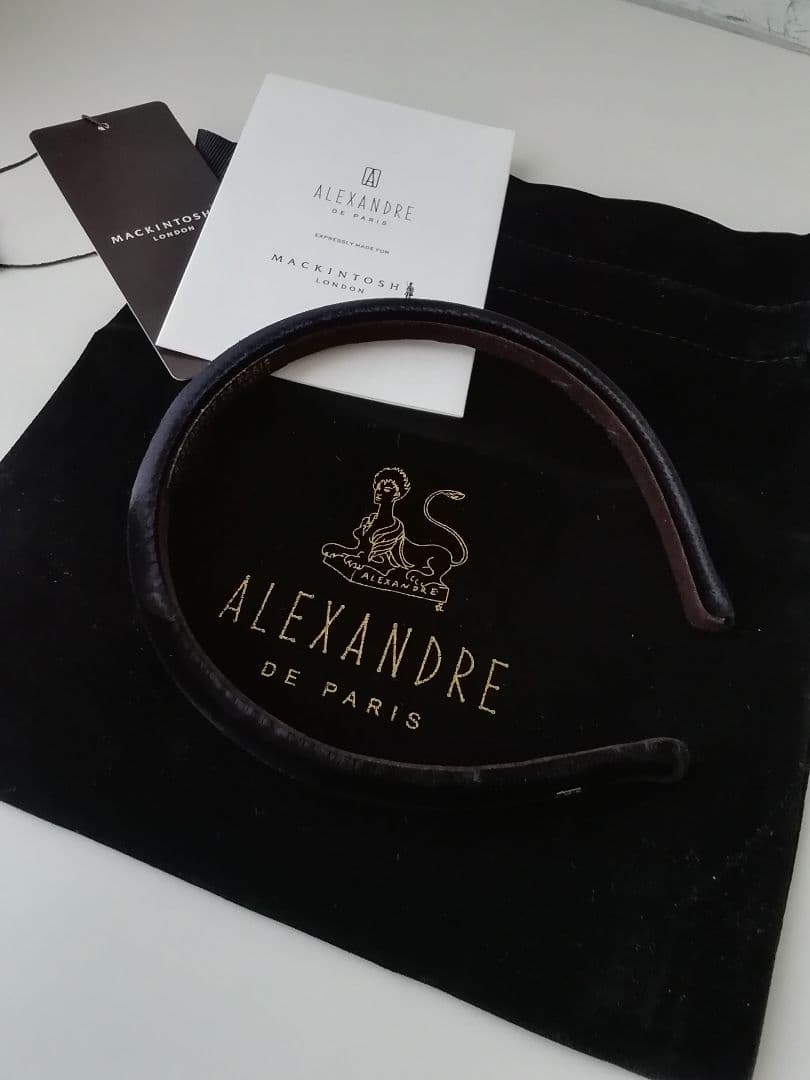 MACKINTOSH
LONDON
A
ALEXANDRE
DE PARIS
EXPRESSLY MADE FOR
MACKINTOSH
LONDON
ALEXANDRE
ALEXANDRE
DE PARIS